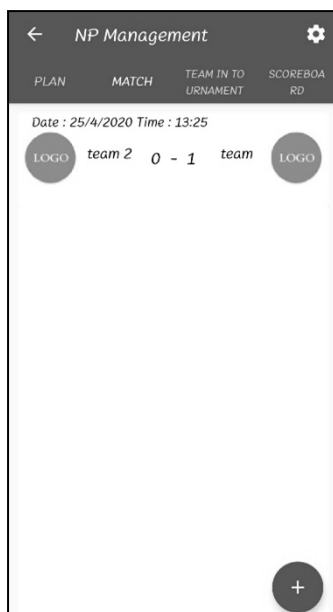 NP Management
PLAN MATCH TEAM IN TO SCOREBOA
URNAMENT RD
Date : 25/4/2020 Time : 13:25
LOGO team 2 0 - 1 team LOGO
+